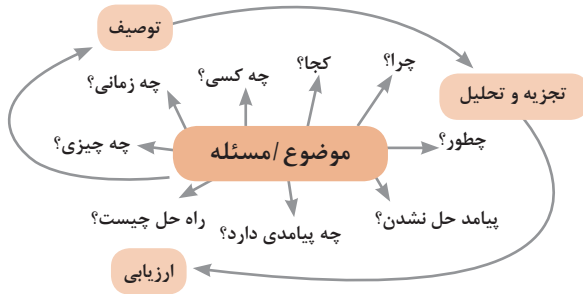 توصیف
چرا؟
کجا؟
چه کسی؟
چه زمانی؟
تجزیه و تحلیل
چطور؟
موضوع/مسئله
چه چیزی؟
پیامد حل نشدن؟
چه پیامدی دارد؟
راه حل چیست؟
ارزیابی